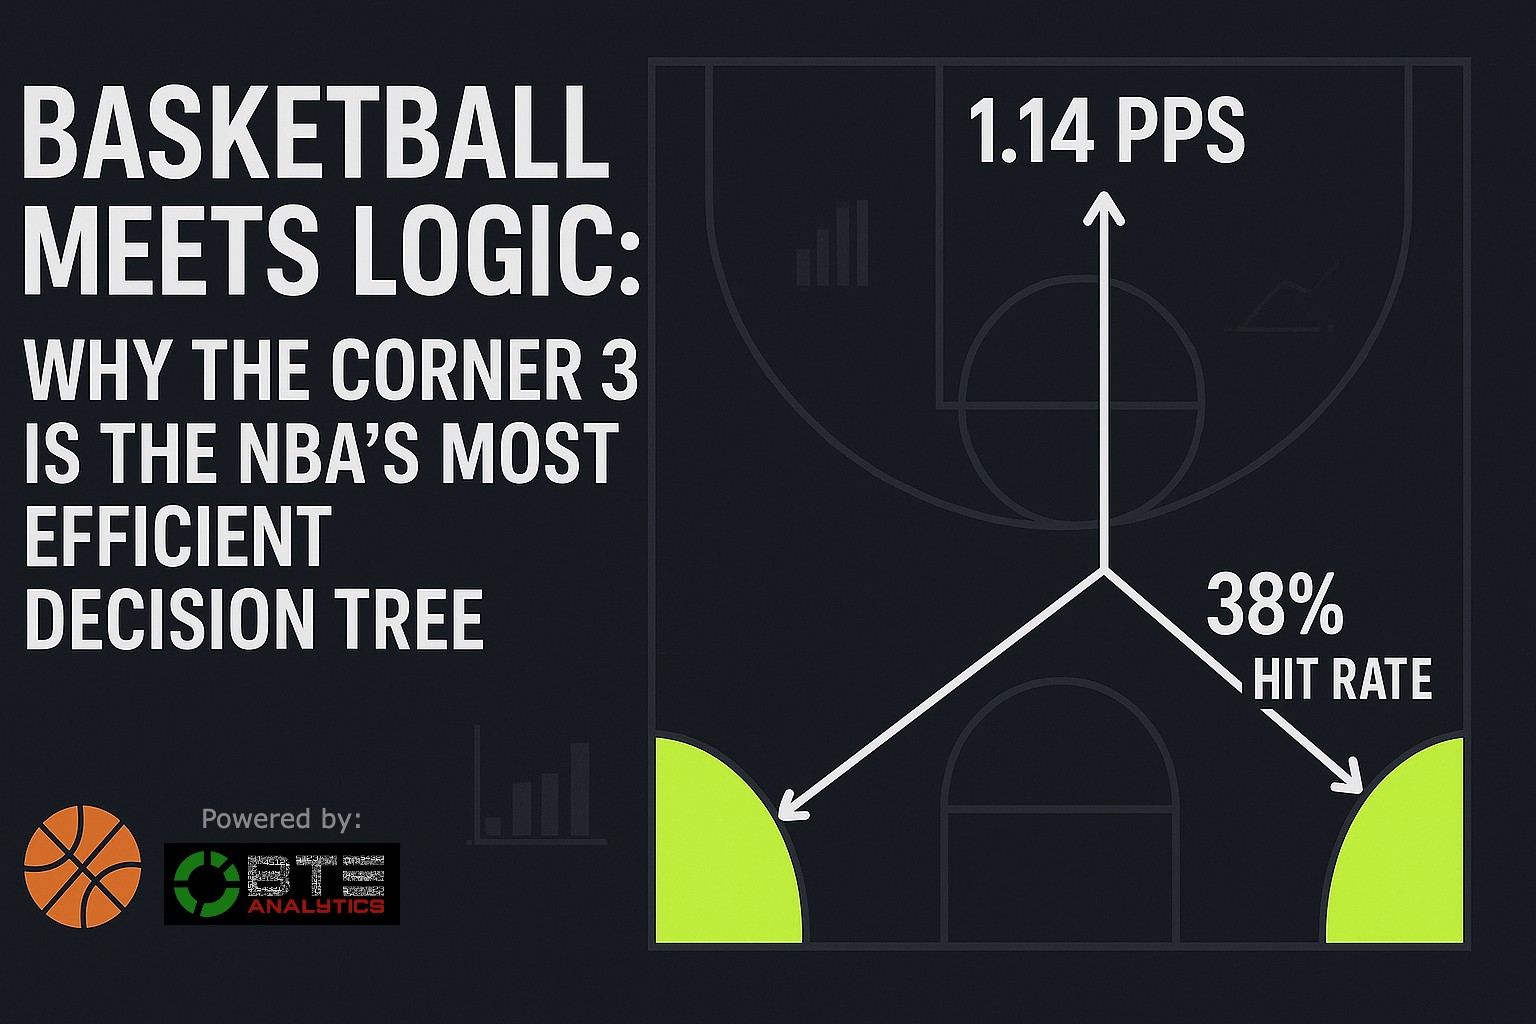 BASKETBALL
MEETS LOGIC:
WHY THE CORNER 3
IS THE NBA’S MOST
EFFICIENT
DECISION TREE
1.14 PPS
38%
HIT RATE
Powered by:
BTE
ANALYTICS